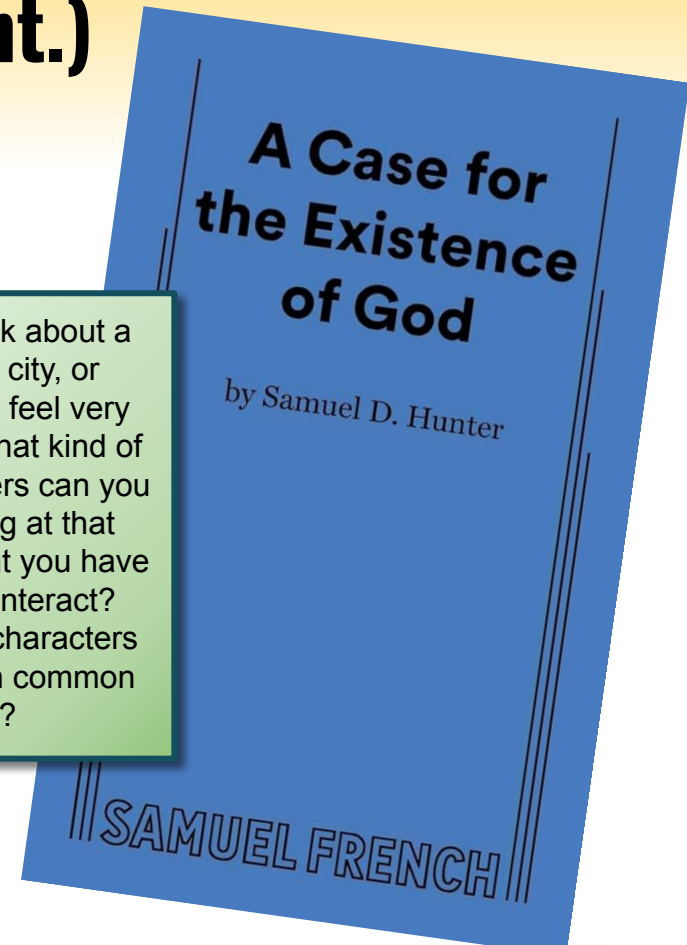 nt.)
A Case for
the Existence
of God
by Samuel D. Hunter
k about a
city, or
feel very
hat kind of
ers can you
g at that
t you have
nteract?
characters
n common
?
SAMUEL FRENCH